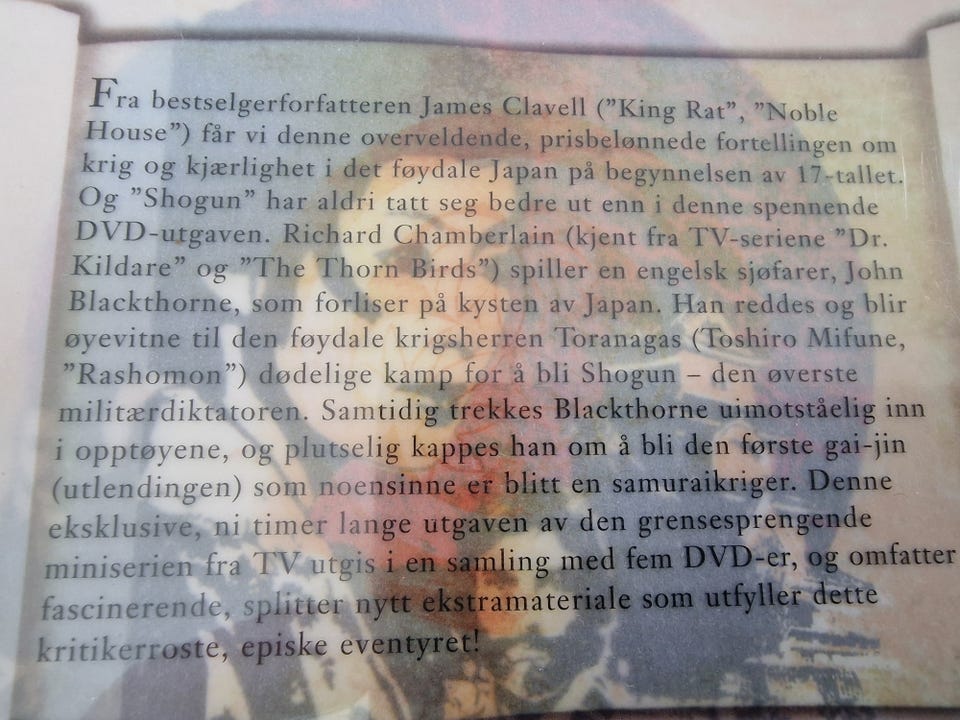 Fra bestselgerforfatteren James Clavell (”King Rat”, ”Noble
House”) får vi denne overveldende, prisbelønnede fortellingen om
krig og kjærlighet i det føydale Japan på begynnelsen av 17-tallet.
Og ”Shogun” har aldri tatt seg bedre ut enn i denne spennende
DVD-utgaven. Richard Chamberlain (kjent fra TV-seriene ”Dr.
Kildare” og ”The Thorn Birds”) spiller en engelsk sjøfarer, John
Blackthorne, som forliser på kysten av Japan. Han reddes og blir
øyevitne til den føydale krigsherren Toranagas (Toshiro Mifune,
”Rashomon”) dødelige kamp for å bli Shogun – den øverste
militærdiktatoren. Samtidig trekkes Blackthorne uimotståelig inn
i opptøyene, og plutselig kappes han om å bli den første gai-jin
(utlendingen) som noensinne er blitt en samuraikriger. Denne
eksklusive, ni timer lange utgaven av den grensesprengende
miniserien fra TV utgis i en samling med fem DVD-er, og omfatter
fascinerende, splitter nytt ekstramateriale som utfyller dette
kritikerroste, episke eventyret!